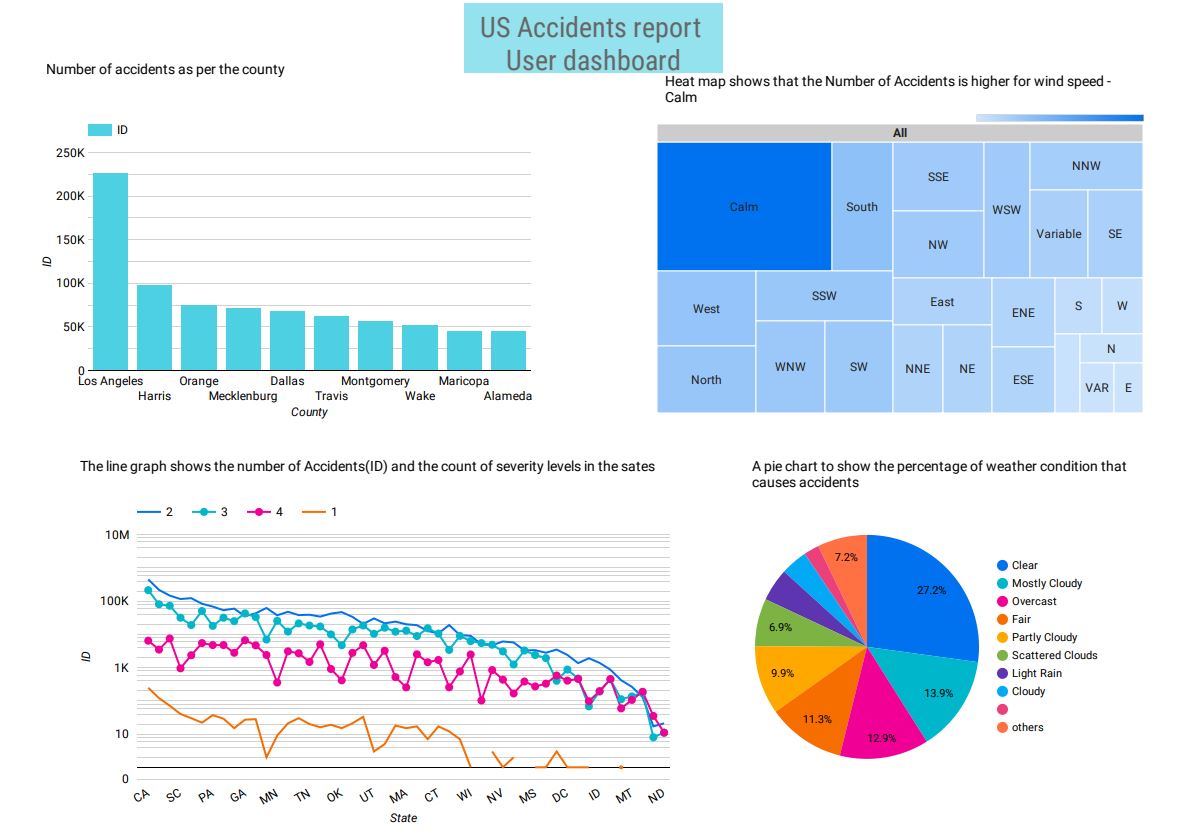 US Accidents report
User dashboard
Number of accidents as per the county
ID
250K
200K
150K
100K
50K
0
ID
Los Angeles
Harris
Orange
Mecklenburg
Dallas
Travis
Montgomery
Wake
Maricopa
Alameda
County
Heat map shows that the Number of Accidents is higher for wind speed -
Calm
All
Calm
South
SSE
NW
WSW
NNW
Variable
SE
West
North
SSW
WNW
SW
East
NNE
NE
ENE
ESE
S
W
N
VAR
E
The line graph shows the number of Accidents(ID) and the count of severity levels in the sates
2
3
4
1
10M
100K
1K
10
0
ID
CA
SC
PA
GA
MN
TN
OK
UT
MA
CT
WI
NV
MS
DC
ID
MT
ND
State
A pie chart to show the percentage of weather condition that
causes accidents
27.2%
13.9%
12.9%
11.3%
9.9%
6.9%
7.2%
Clear
Mostly Cloudy
Overcast
Fair
Partly Cloudy
Scattered Clouds
Light Rain
Cloudy
others